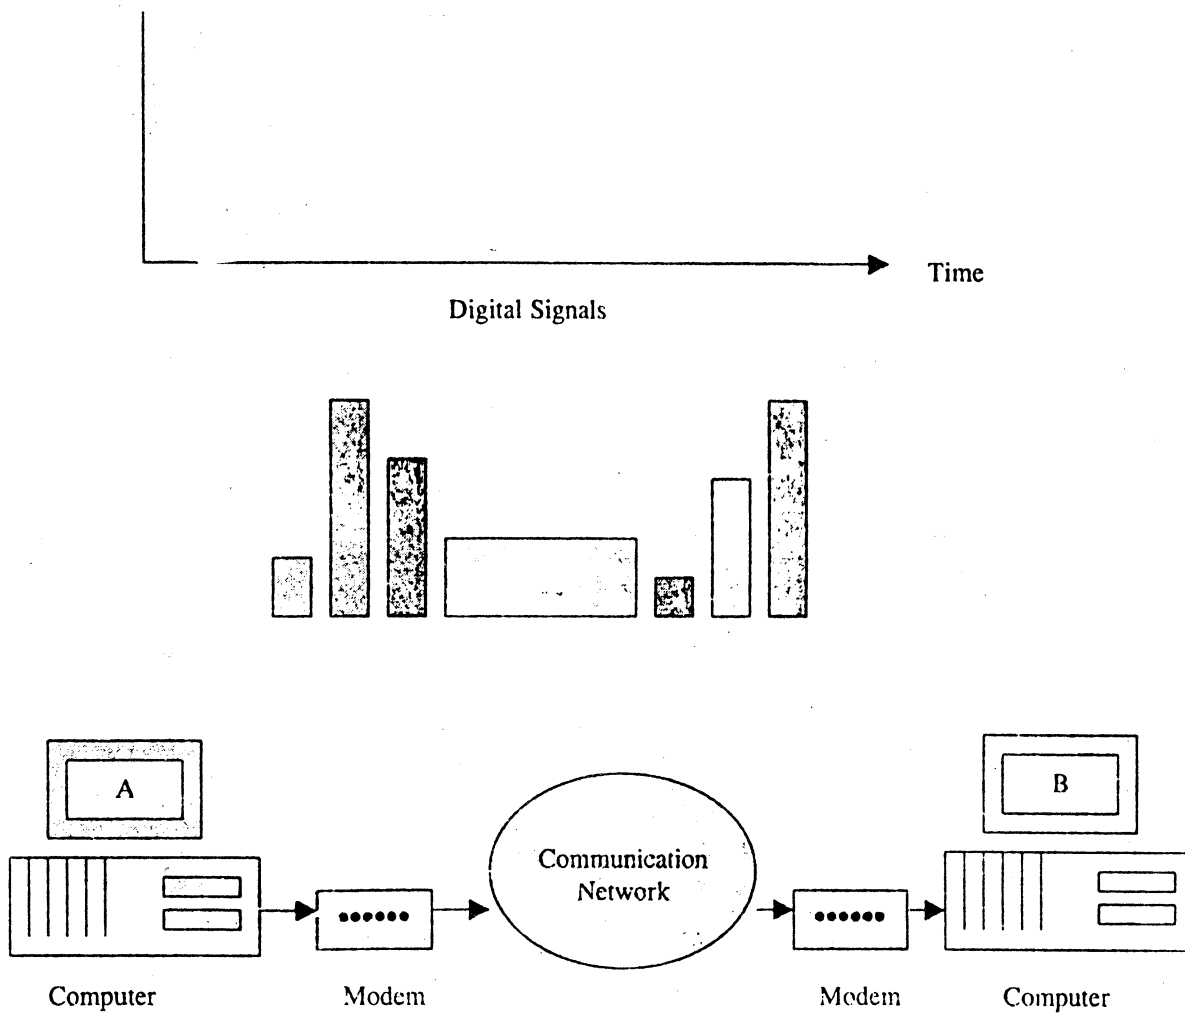 Time
Digital Signals
A
B
Communication
Network
Computer
Modem
Modem
Computer